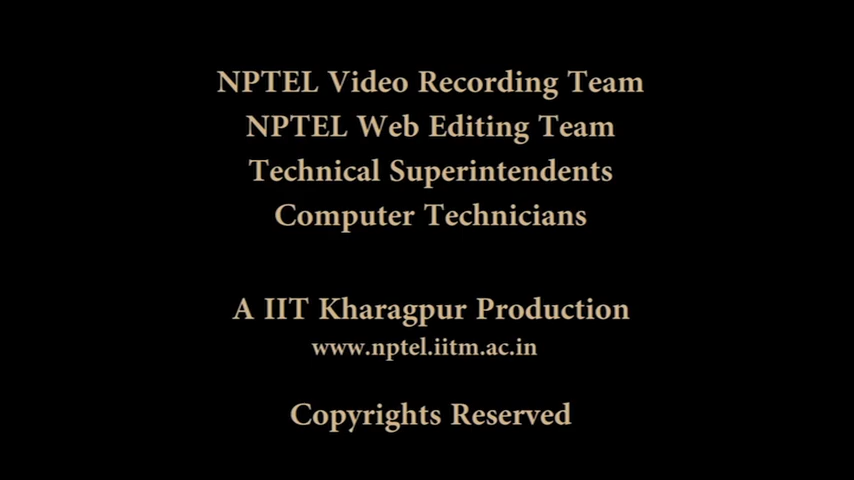 NPTEL Video Recording Team
NPTEL Web Editing Team
Technical Superintendents
Computer Technicians
A IIT Kharagpur Production
www.nptel.iitm.ac.in
Copyrights Reserved